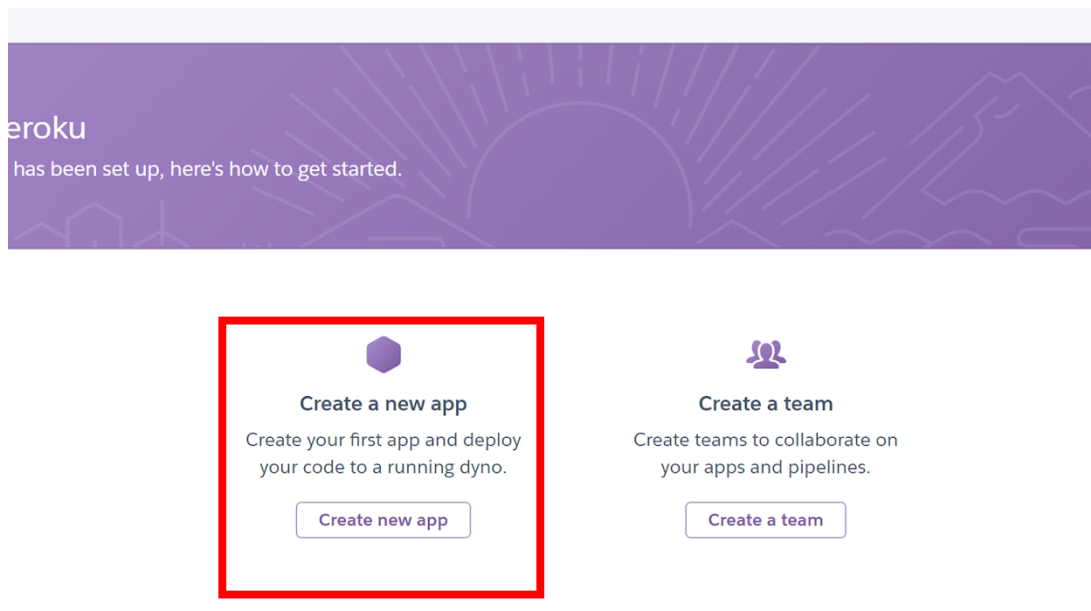 eroku
has been set up, here's how to get started.
Create a new app
Create your first app and deploy
your code to a running dyno.
Create new app
Create a team
Create teams to collaborate on
your apps and pipelines.
Create a team